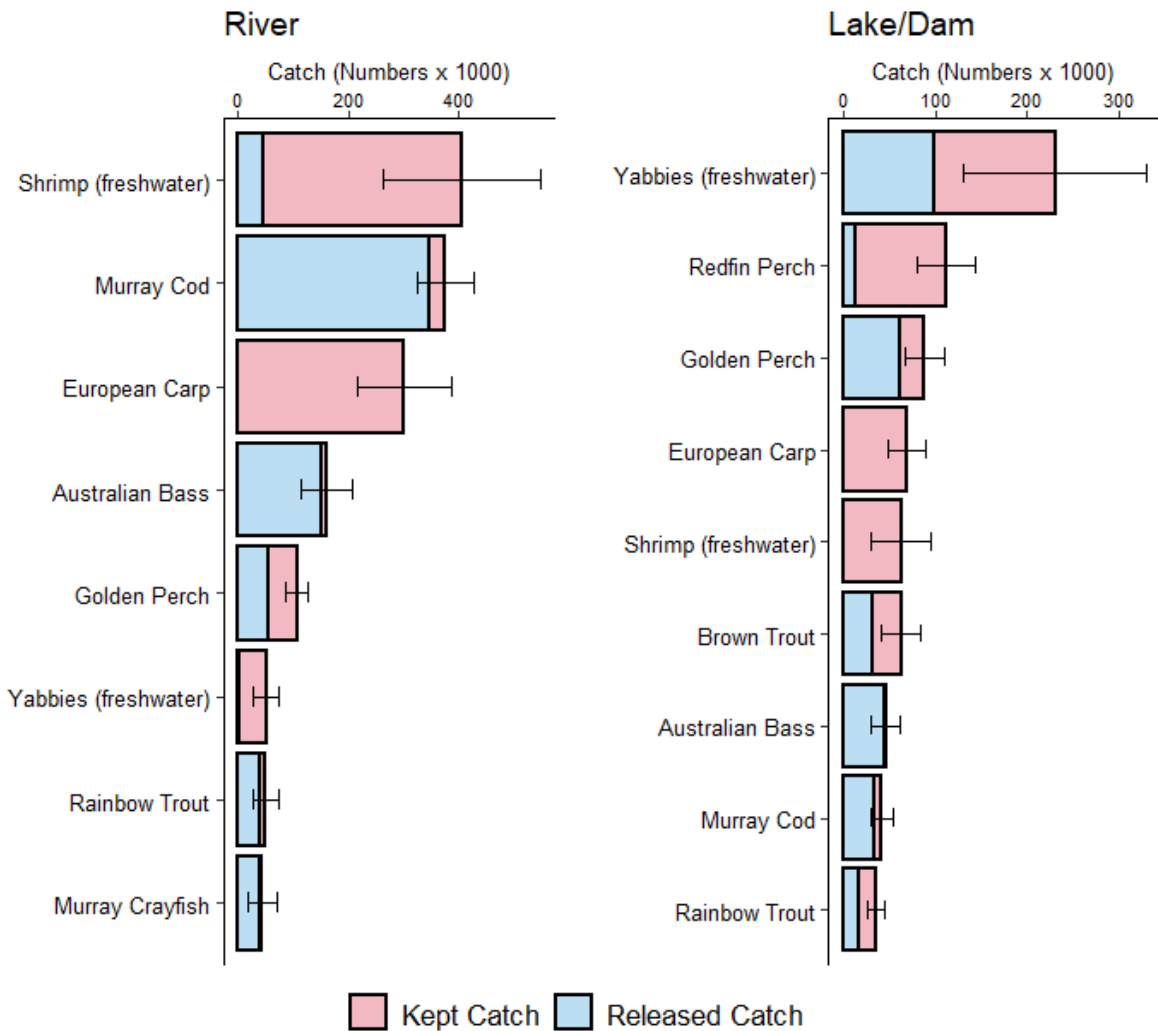 River
Catch (Numbers x 1000)
0 200 400
Shrimp (freshwater)
Murray Cod
European Carp
Australian Bass
Golden Perch
Yabbies (freshwater)
Rainbow Trout
Murray Crayfish
Lake/Dam
Catch (Numbers x 1000)
0 100 200 300
Yabbies (freshwater)
Redfin Perch
Golden Perch
European Carp
Shrimp (freshwater)
Brown Trout
Australian Bass
Murray Cod
Rainbow Trout
Kept Catch Released Catch